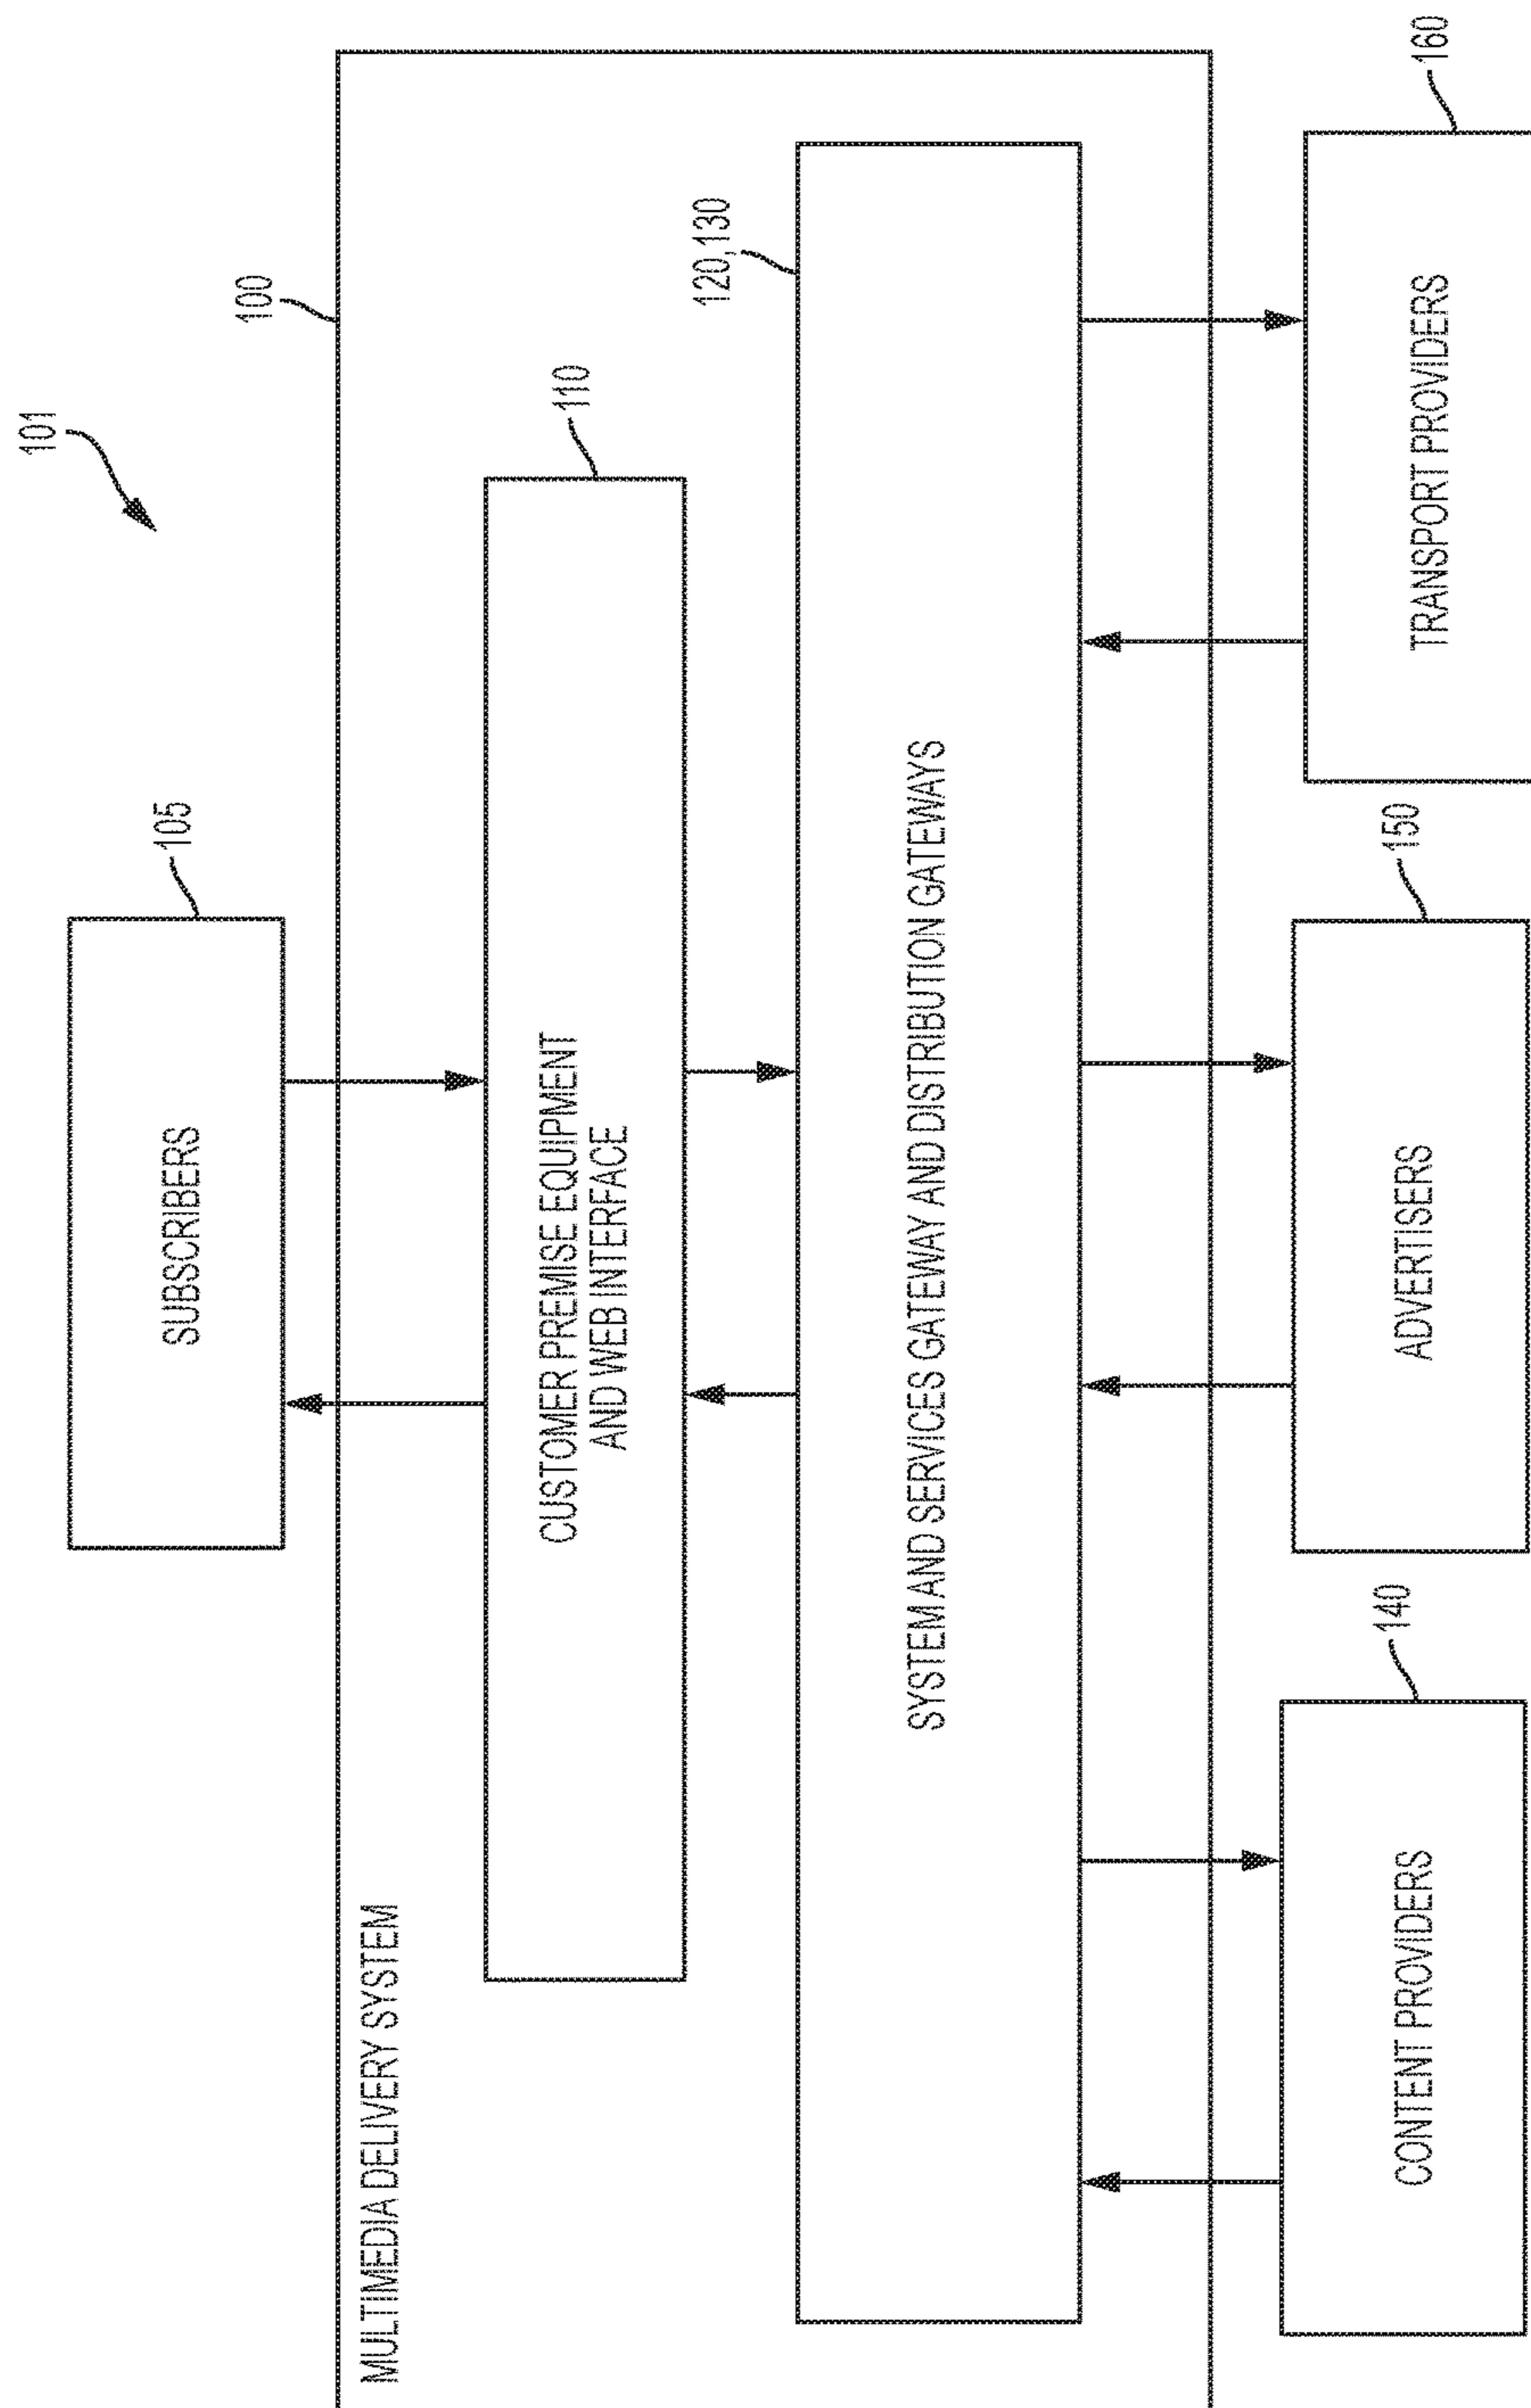 101
SUBSCRIBERS
105
100
MULTIMEDIA DELIVERY SYSTEM
CUSTOMER PREMISE EQUIPMENT
AND WEB INTERFACE
110
120,130
SYSTEM AND SERVICES GATEWAY AND DISTRIBUTION GATEWAYS
CONTENT PROVIDERS
140
ADVERTISERS
150
TRANSPORT PROVIDERS
160